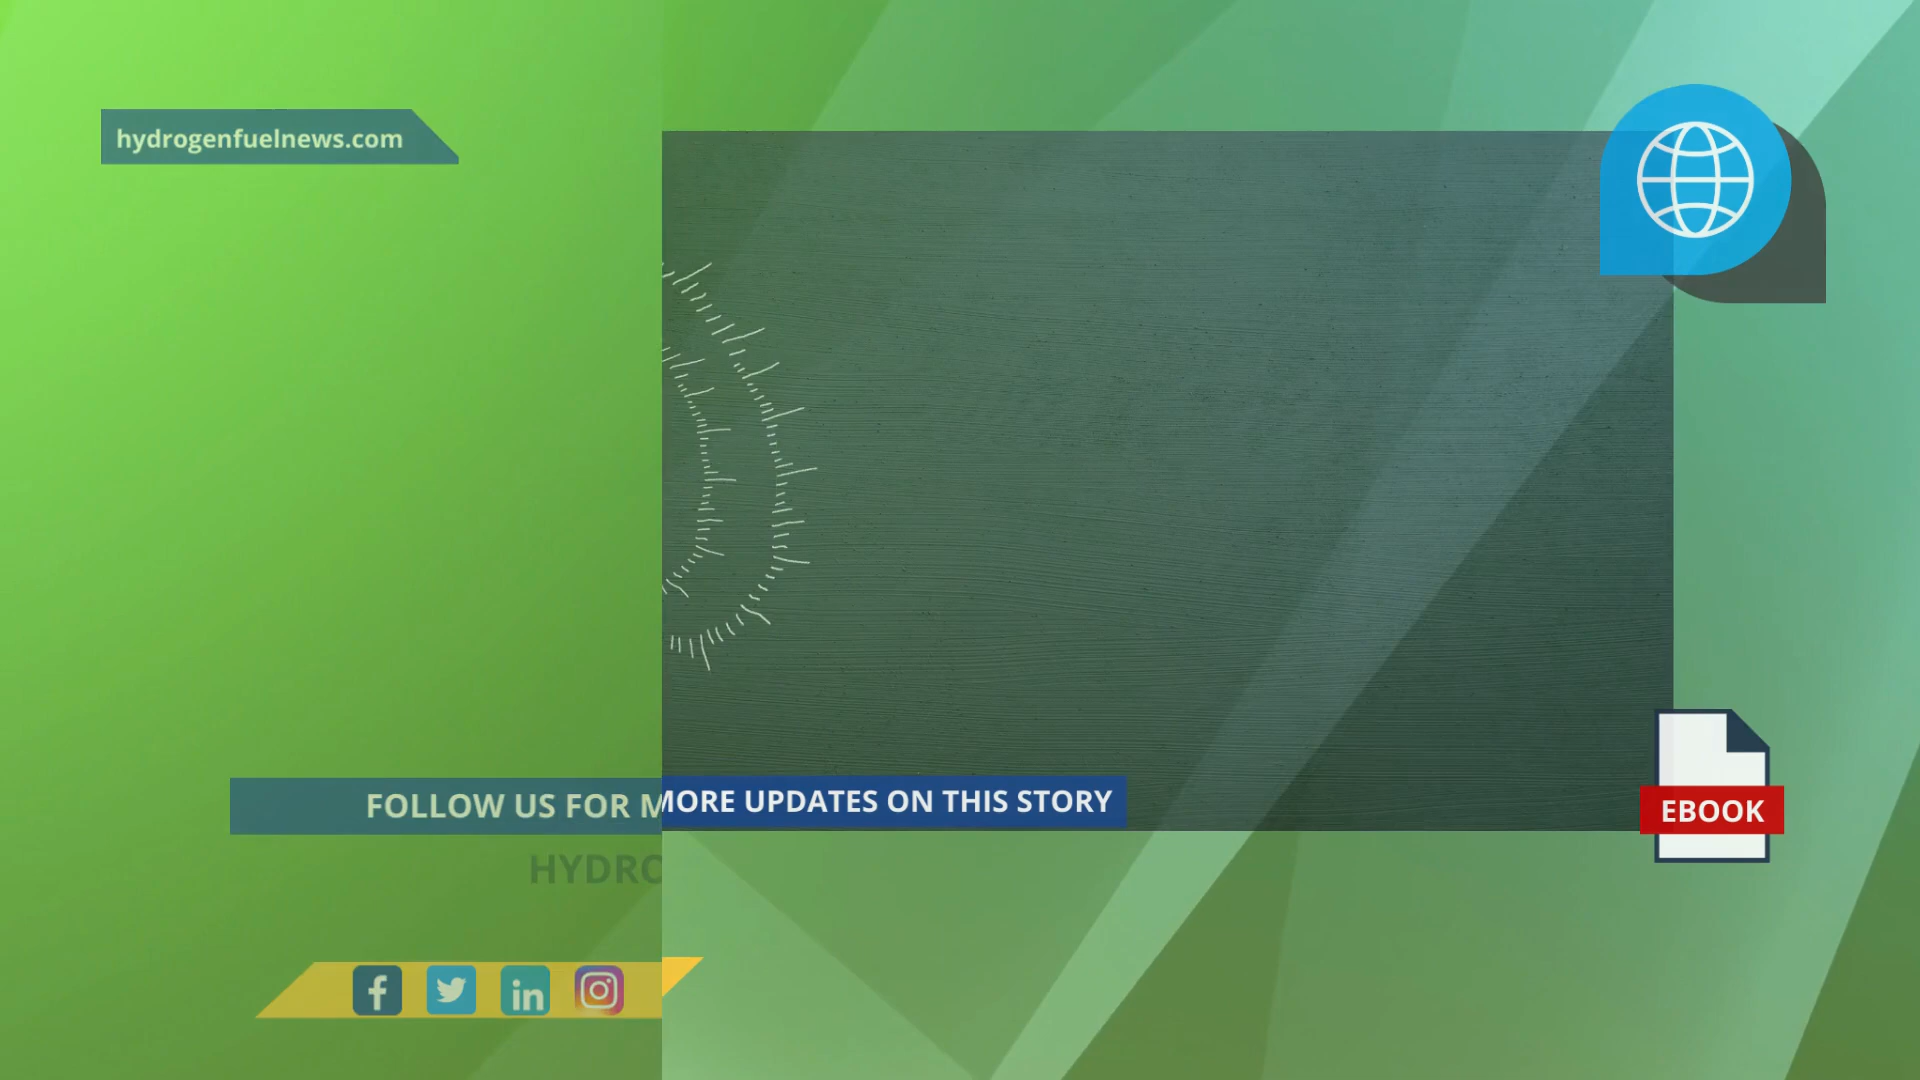 hydrogenfuelnews.com
FOLLOW US FOR MORE UPDATES ON THIS STORY
EBOOK
HYDRO